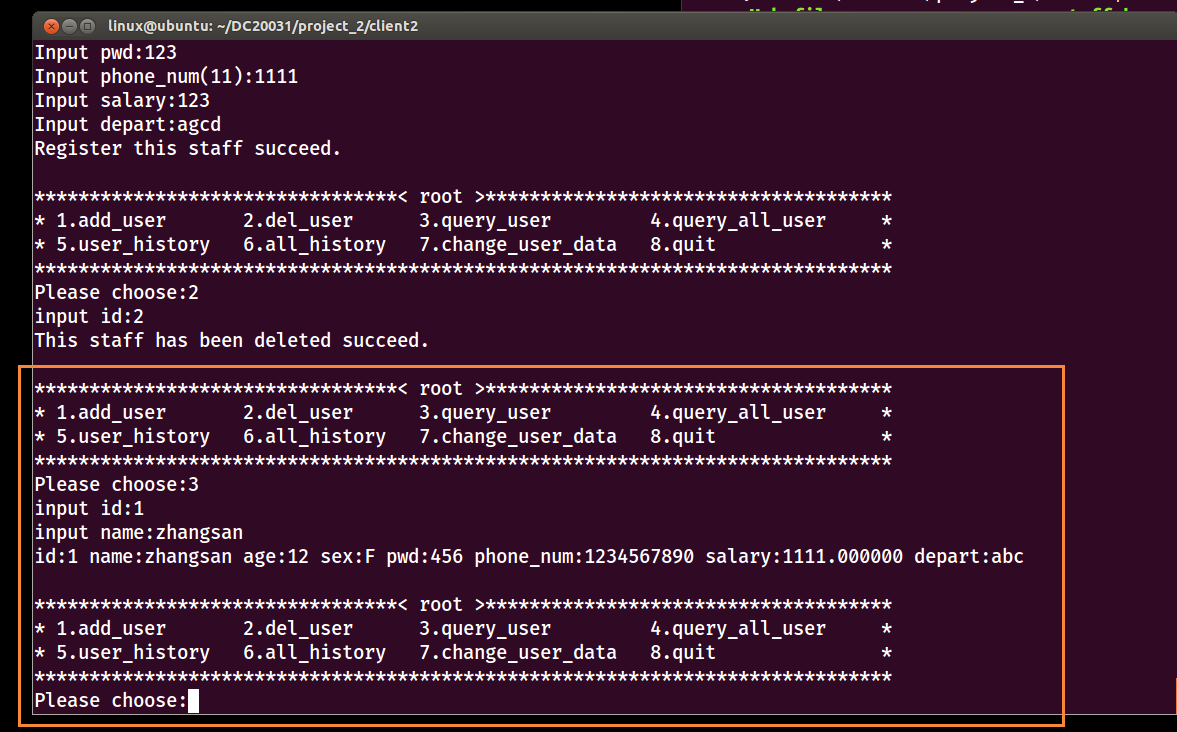 linux@ubuntu: ~/DC20031/project_2/client2
Input pwd:123
Input phone_num(11):1111
Input salary:123
Input depart:agcd
Register this staff succeed.
*********************************< root >*************************************
* 1.add_user       2.del_user      3.query_user         4.query_all_user     *
* 5.user_history   6.all_history   7.change_user_data   8.quit               *
******************************************************************************
Please choose:2
input id:2
This staff has been deleted succeed.
*********************************< root >*************************************
* 1.add_user       2.del_user      3.query_user         4.query_all_user     *
* 5.user_history   6.all_history   7.change_user_data   8.quit               *
******************************************************************************
Please choose:3
input id:1
input name:zhangsan
id:1 name:zhangsan age:12 sex:F pwd:456 phone_num:1234567890 salary:1111.000000 depart:abc
*********************************< root >*************************************
* 1.add_user       2.del_user      3.query_user         4.query_all_user     *
* 5.user_history   6.all_history   7.change_user_data   8.quit               *
******************************************************************************
Please choose: